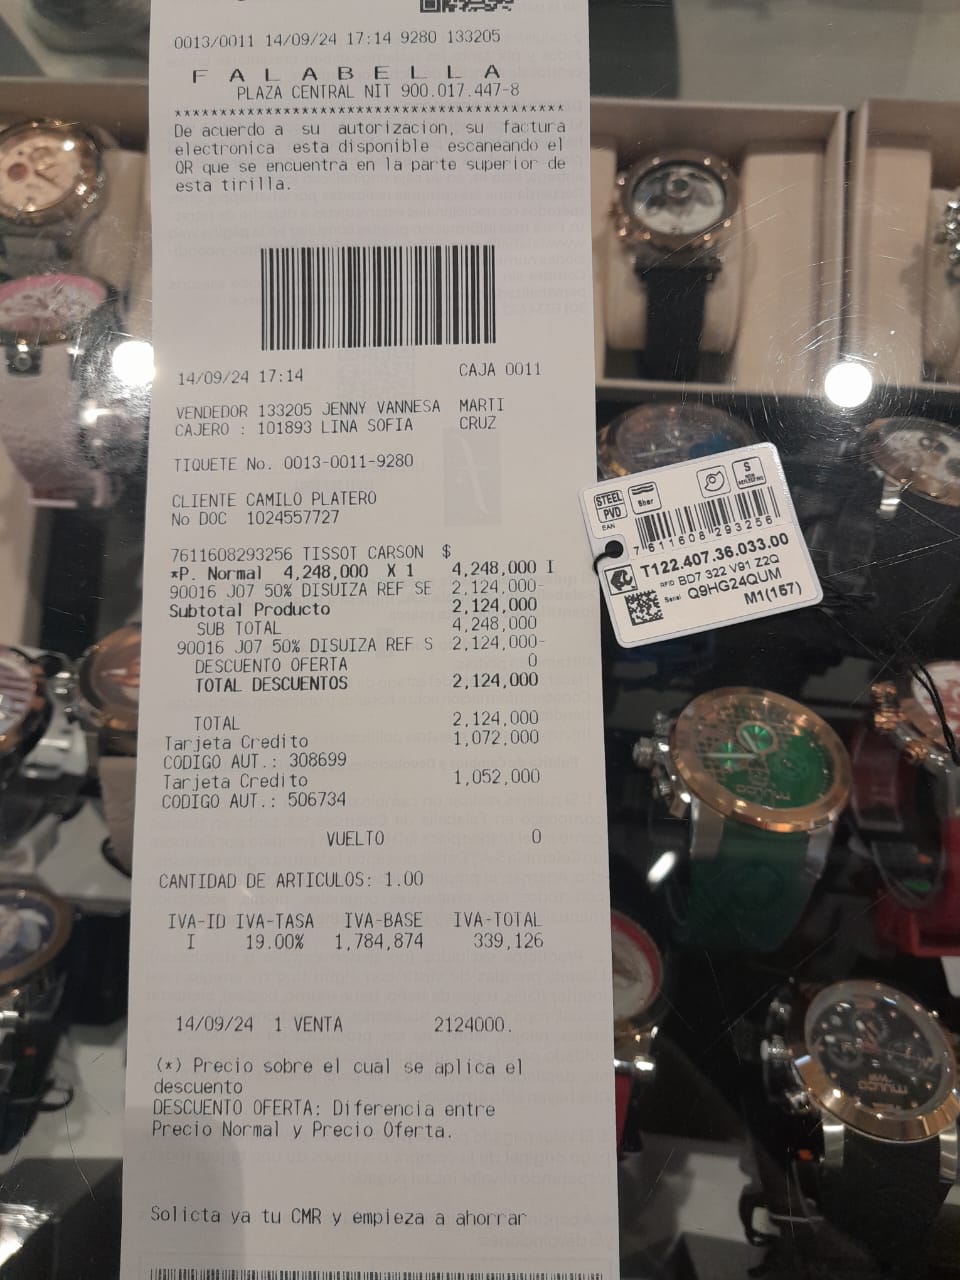 0013/0011 14/09/24 17:14 9280 133205
F A L A B E L L A
PLAZA CENTRAL NIT 900.017.447-8
****************************************
De acuerdo a su autorizacion, su factura
electronica esta disponible escaneando el
QR que se encuentra en la parte superior de
esta tirilla.
14/09/24 17:14 CAJA 0011
VENDEDOR 133205 JENNY VANNESA MARTI
CAJERO : 101893 LINA SOFIA CRUZ
TIQUETE No. 0013-0011-9280
CLIENTE CAMILO PLATERO
No DOC 1024557727
7611608293256 TISSOT CARSON $
*P. Normal 4,248,000 X 1 4,248,000 I
90016 J07 50% DISUIZA REF SE 2,124,000-
Subtotal Producto 2,124,000
SUB TOTAL 4,248,000
90016 J07 50% DISUIZA REF S 2,124,000-
DESCUENTO OFERTA 0
TOTAL DESCUENTOS 2,124,000
TOTAL 2,124,000
Tarjeta Credito 1,072,000
CODIGO AUT.: 308699
Tarjeta Credito 1,052,000
CODIGO AUT.: 506734
VUELTO 0
CANTIDAD DE ARTICULOS: 1.00
IVA-ID IVA-TASA IVA-BASE IVA-TOTAL
I 19.00% 1,784,874 339,126
14/09/24 1 VENTA 2124000.
(*) Precio sobre el cual se aplica el
descuento
DESCUENTO OFERTA: Diferencia entre
Precio Normal y Precio Oferta.
Solicta ya tu CMR y empieza a ahorrar
STEEL
PVD
5bar
S
EAN
7 611608 293256
T122.407.36.033.00
RFID BD7 322 V91 Z2Q
Serial Q9HG24QUM
M1(157)
MULCO
MULCO